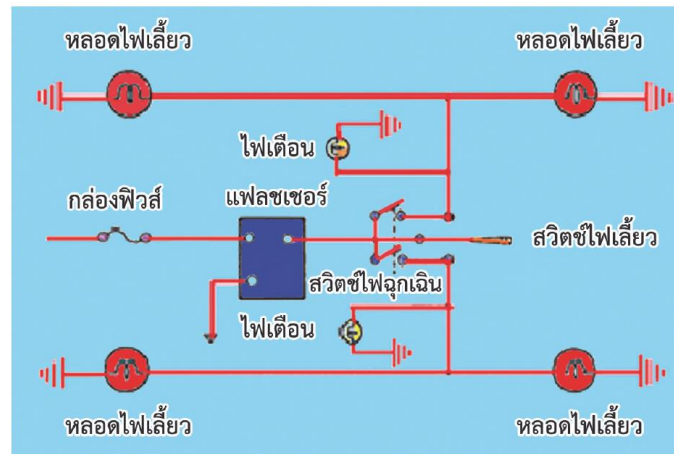 หลอดไฟเลี้ยว
หลอดไฟเลี้ยว
ไฟเตือน
กล่องฟิวส์
แฟลชเชอร์
สวิตช์ไฟเลี้ยว
สวิตช์ไฟฉุกเฉิน
ไฟเตือน
หลอดไฟเลี้ยว
หลอดไฟเลี้ยว